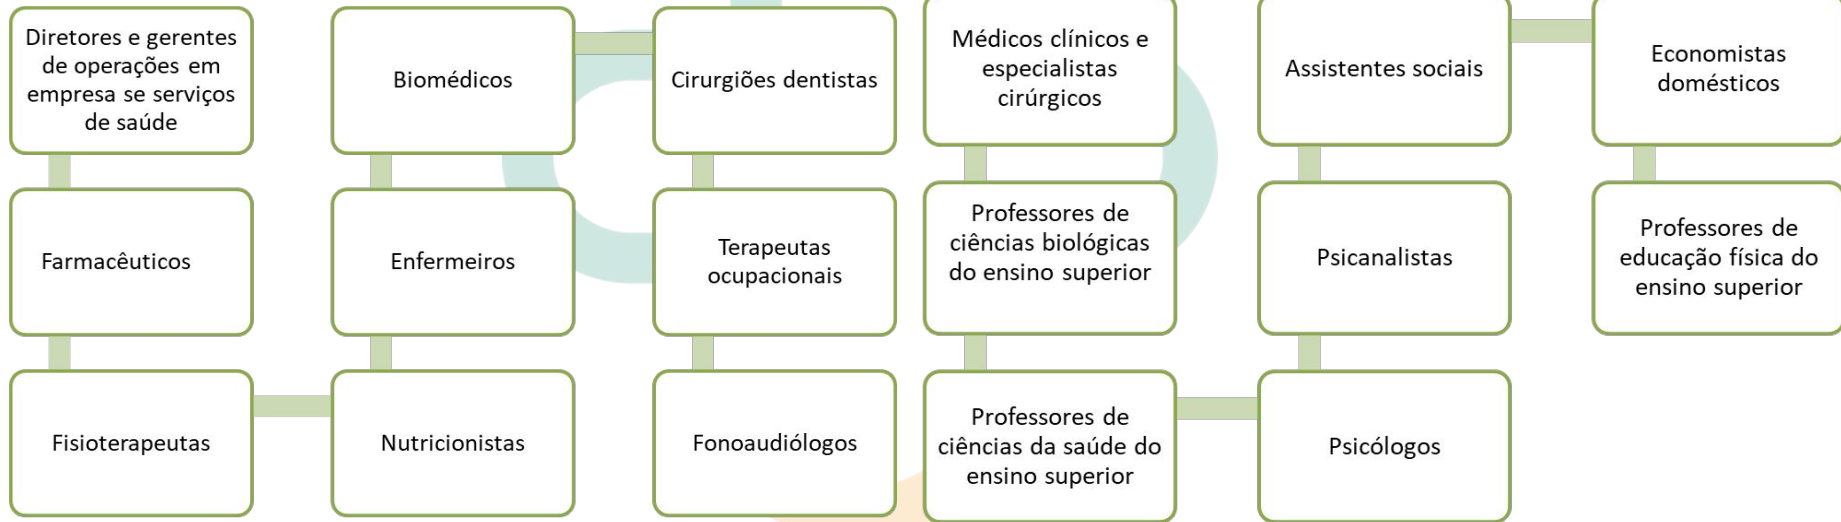 Diretores e gerentes
de operações em
empresa se serviços
de saúde
Farmacêuticos
Fisioterapeutas
Nutricionistas
Enfermeiros
Biomédicos
Cirurgiões dentistas
Terapeutas
ocupacionais
Fonoaudiólogos
Médicos clínicos e
especialistas
cirúrgicos
Professores de
ciências biológicas
do ensino superior
Professores de
ciências da saúde do
ensino superior
Psicólogos
Psicanalistas
Assistentes sociais
Economistas
domésticos
Professores de
educação física do
ensino superior